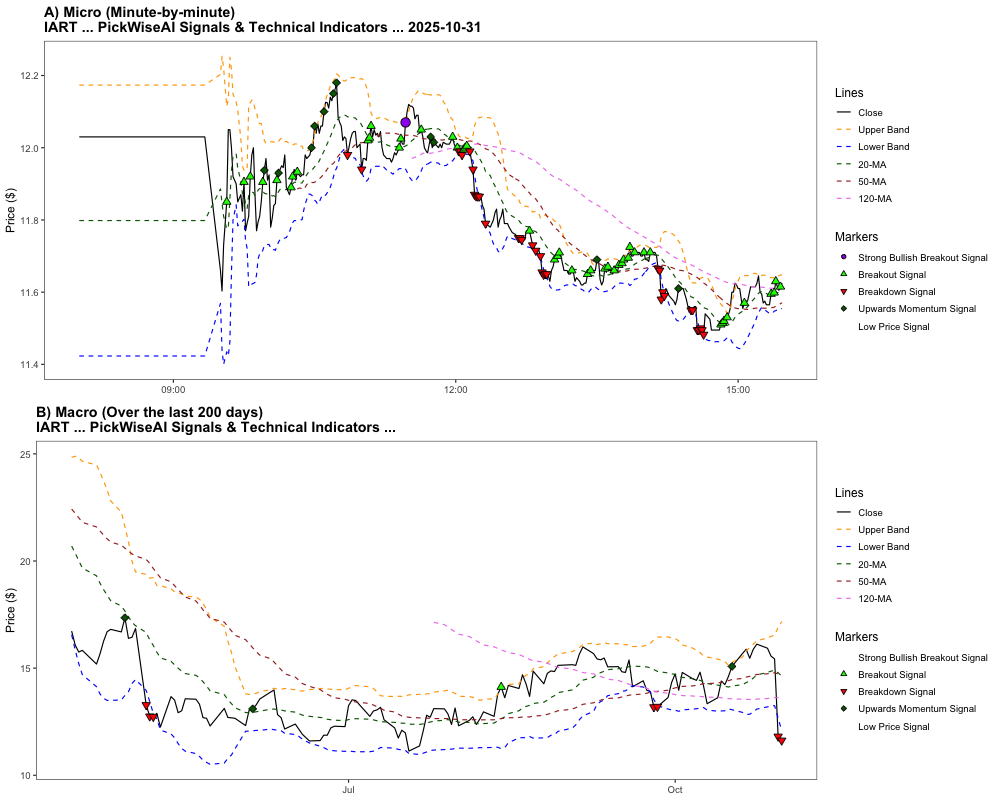 A) Micro (Minute-by-minute)
IART ... PickWiseAI Signals & Technical Indicators ... 2025-10-31
Price ($)
12.2
12.0
11.8
11.6
11.4
09:00
12:00
15:00
Lines
Close
Upper Band
Lower Band
20-MA
50-MA
120-MA
Markers
Strong Bullish Breakout Signal
Breakout Signal
Breakdown Signal
Upwards Momentum Signal
Low Price Signal
B) Macro (Over the last 200 days)
IART ... PickWiseAI Signals & Technical Indicators ...
Price ($)
25
20
15
10
Jul
Oct
Lines
Close
Upper Band
Lower Band
20-MA
50-MA
120-MA
Markers
Strong Bullish Breakout Signal
Breakout Signal
Breakdown Signal
Upwards Momentum Signal
Low Price Signal